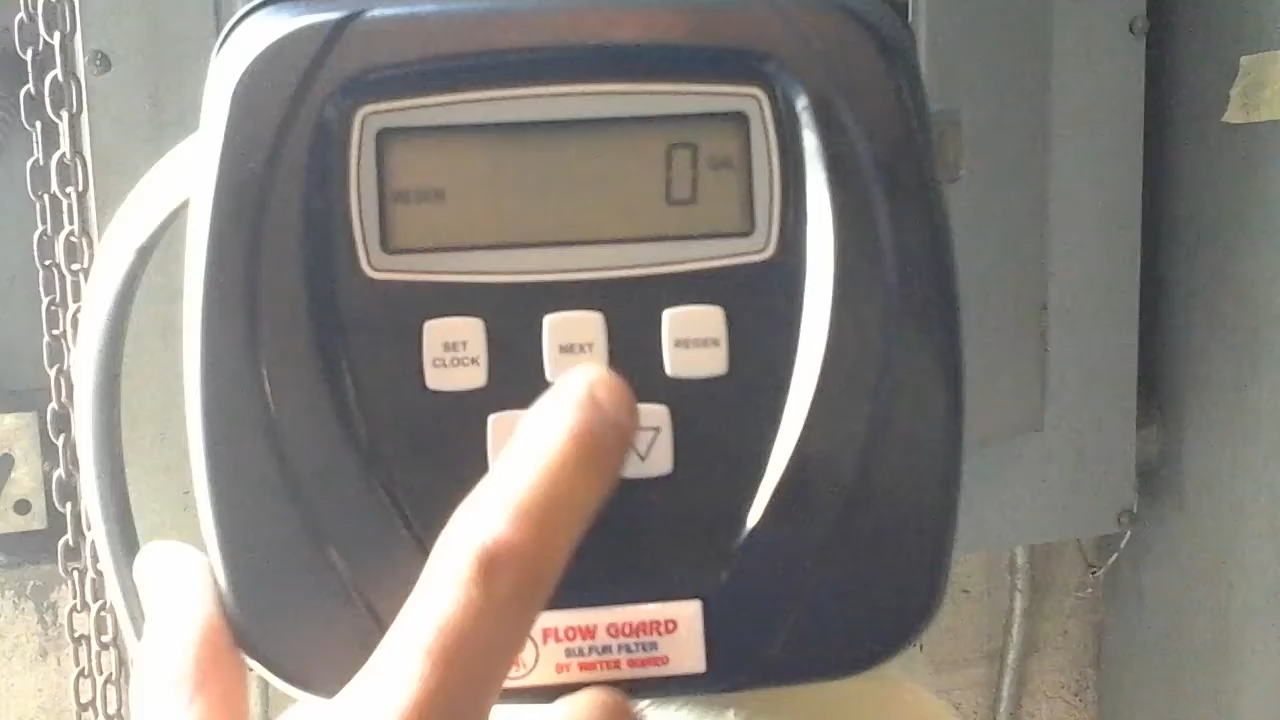 0 GAL
REGEN
SET
CLOCK
NEXT
REGEN
FLOW GUARD
SULFUR FILTER
BY WATER GUARD